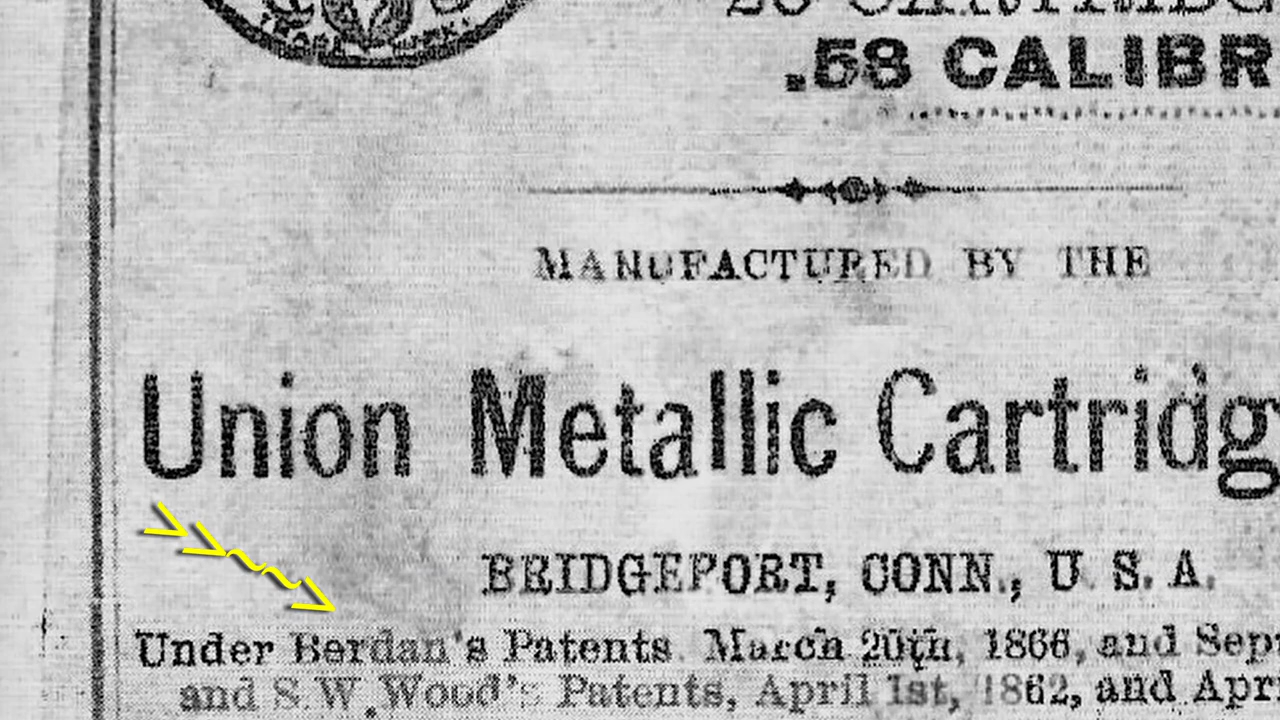 .58 CALIBR
MANUFACTURED BY THE
Union Metallic Cartridg
BRIDGEPORT, CONN., U. S. A.
Under Berdan's Patents. March 20th, 1866, and Sep
and S. W. Wood's Patents, April 1st, 1862, and Apr